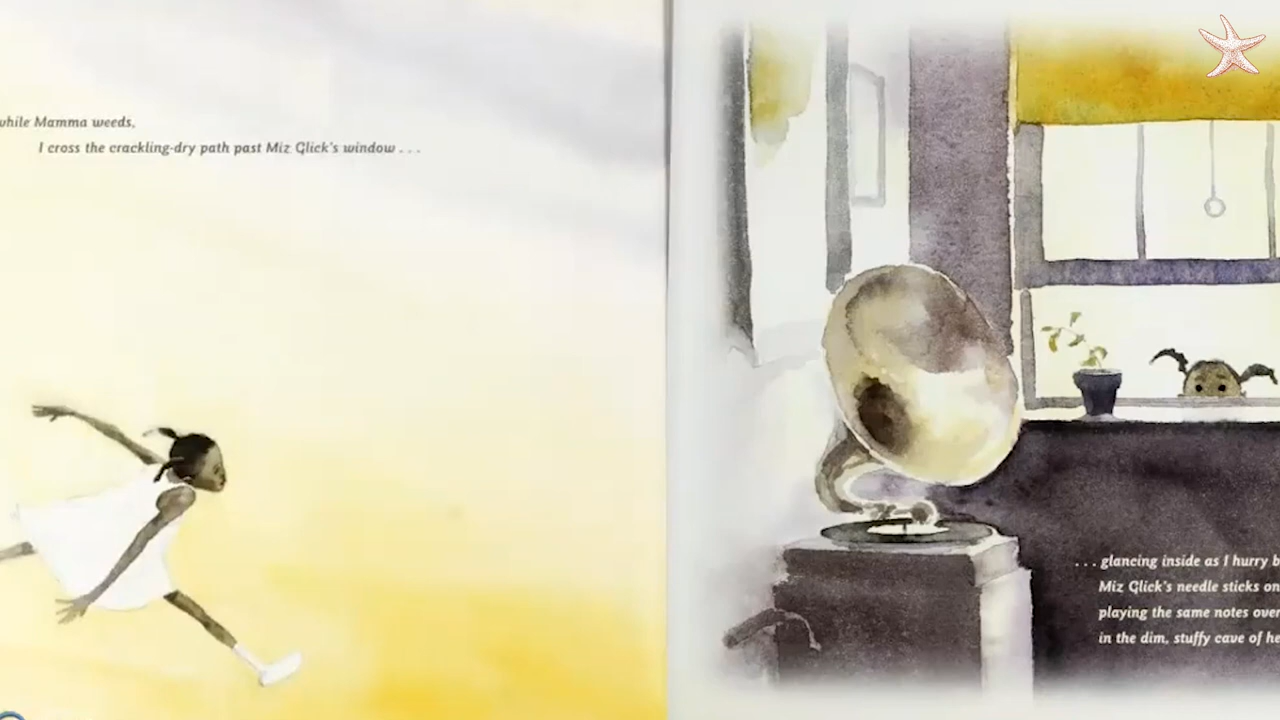 while Mamma weeds,
I cross the crackling-dry path past Miz Glick's window . . .
. . . glancing inside as I hurry b
Miz Glick's needle sticks on
playing the same notes over
in the dim, stuffy cave of he